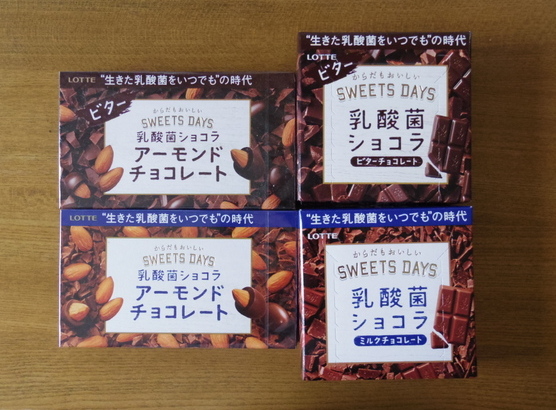 LOTTE "生きた乳酸菌をいつでも"の時代
ビター
からだもおいしい
SWEETS DAYS
乳酸菌ショコラ
アーモンド
チョコレート
"生きた乳酸菌をいつでも"の時代
LOTTE
ビター
からだもおいしい
SWEETS DAYS
乳酸菌
ショコラ
ビターチョコレート
LOTTE "生きた乳酸菌をいつでも"の時代
からだもおいしい
SWEETS DAYS
乳酸菌ショコラ
アーモンド
チョコレート
"生きた乳酸菌をいつでも"の時代
LOTTE
からだもおいしい
SWEETS DAYS
乳酸菌
ショコラ
ミルクチョコレート